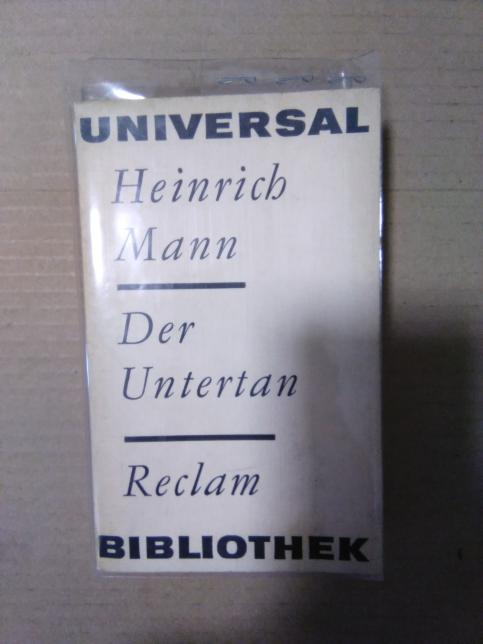 UNIVERSAL
Heinrich
Mann
Der
Untertan
Reclam
BIBLIOTHEK